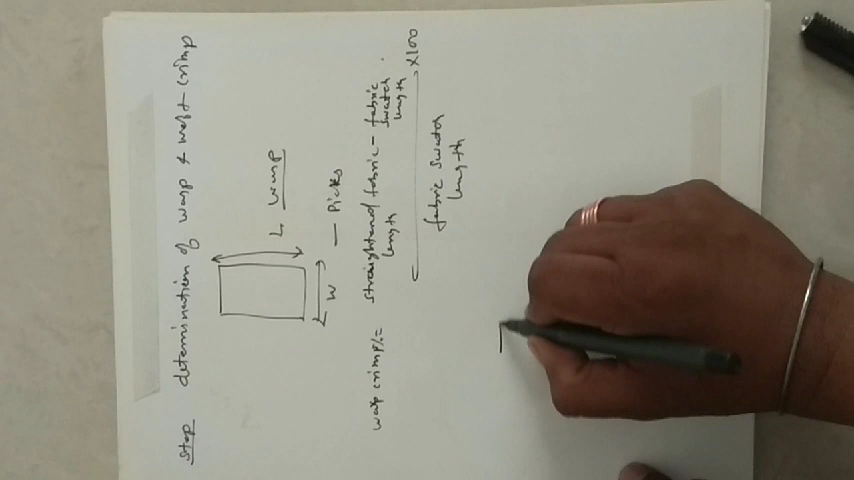 step determination of warp & weft crimp
L warp
W — Picks
warp crimp%= straightened fabric length - fabric swatch length ×100
fabric swatch length